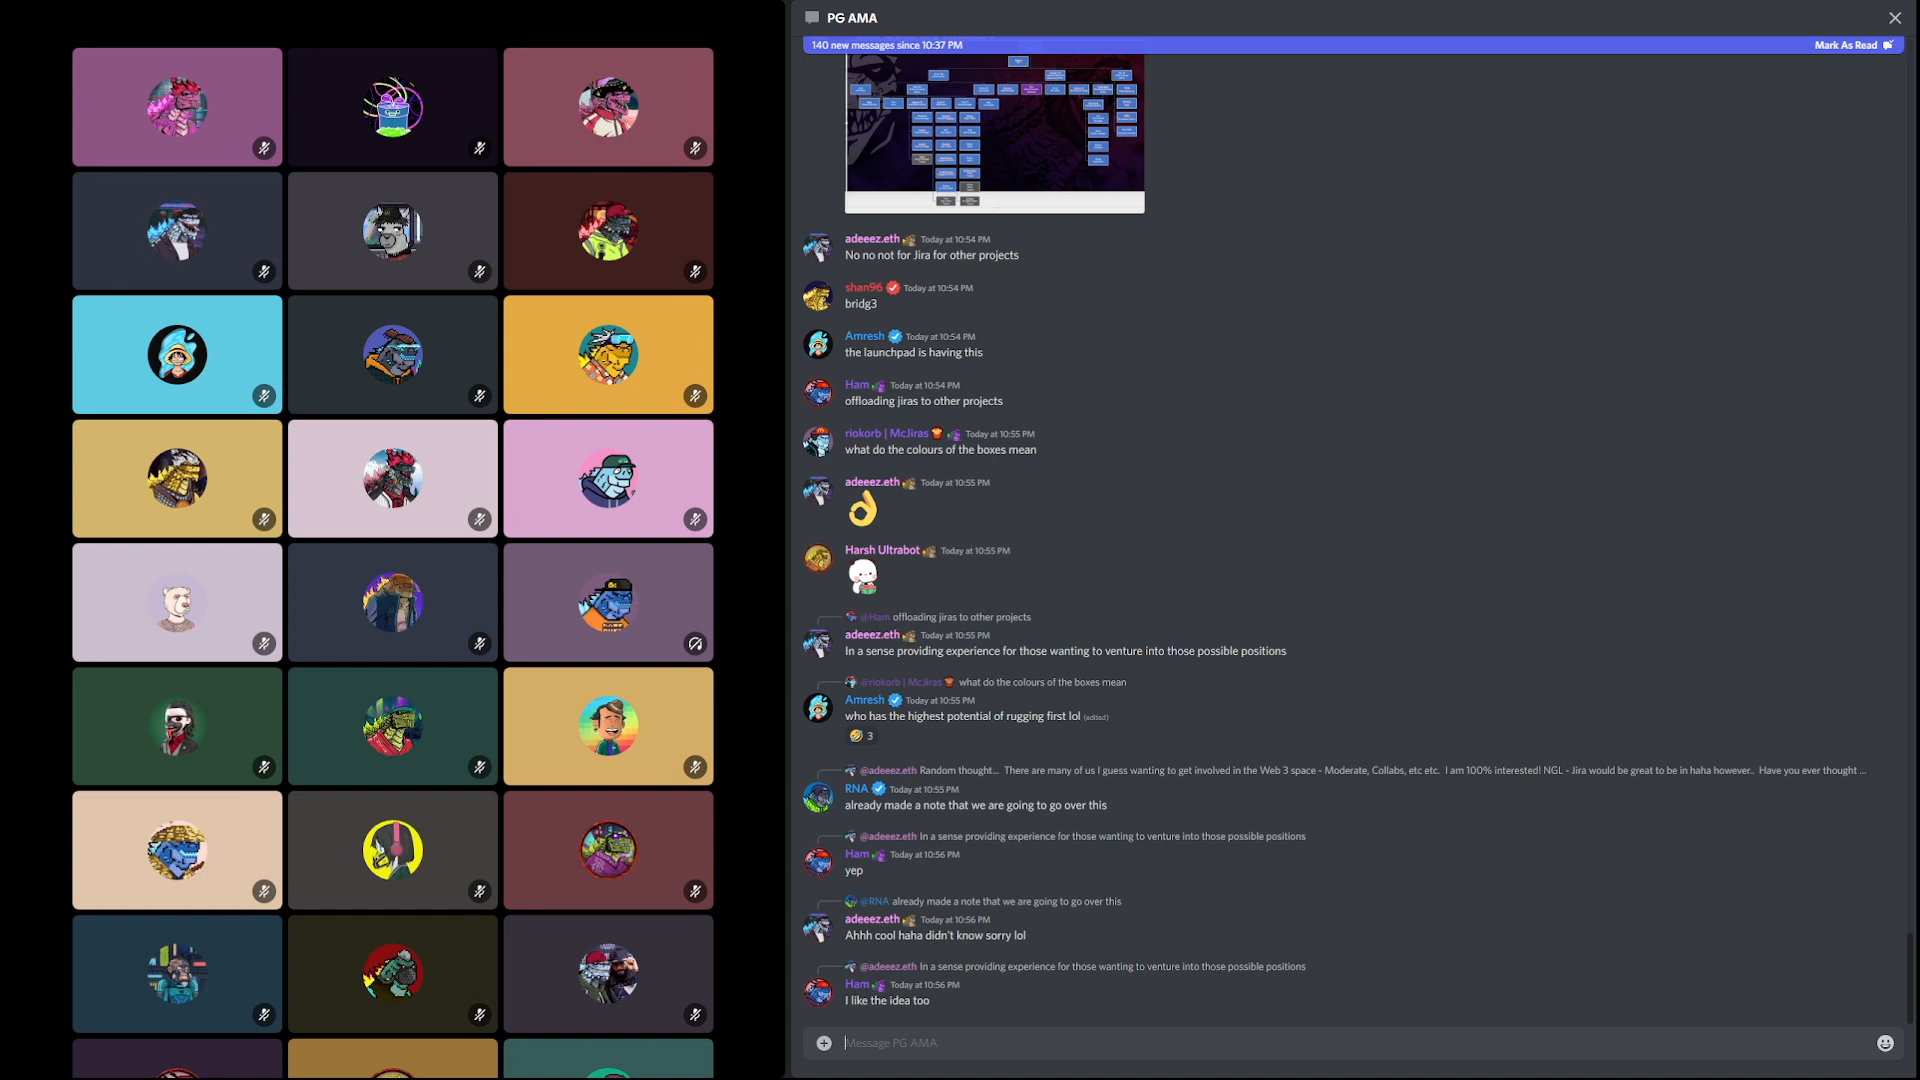 PG AMA
140 new messages since 10:37 PM
Mark As Read
adeeez.eth Today at 10:54 PM
No no not for Jira for other projects
shan96 Today at 10:54 PM
bridg3
Amresh Today at 10:54 PM
the launchpad is having this
Ham Today at 10:54 PM
offloading jiras to other projects
riokorb | McJiras Today at 10:55 PM
what do the colours of the boxes mean
adeeez.eth Today at 10:55 PM
Harsh Ultrabot Today at 10:55 PM
@Ham offloading jiras to other projects
adeeez.eth Today at 10:55 PM
In a sense providing experience for those wanting to venture into those possible positions
@riokorb | McJiras what do the colours of the boxes mean
Amresh Today at 10:55 PM
who has the highest potential of rugging first lol (edited)
3
@adeeez.eth Random thought... There are many of us I guess wanting to get involved in the Web 3 space - Moderate, Collabs, etc etc. I am 100% interested! NGL - Jira would be great to be in haha however.. Have you ever thought ...
RNA Today at 10:55 PM
already made a note that we are going to go over this
@adeeez.eth In a sense providing experience for those wanting to venture into those possible positions
Ham Today at 10:56 PM
yep
@RNA already made a note that we are going to go over this
adeeez.eth Today at 10:56 PM
Ahhh cool haha didn't know sorry lol
@adeeez.eth In a sense providing experience for those wanting to venture into those possible positions
Ham Today at 10:56 PM
I like the idea too
Message PG AMA